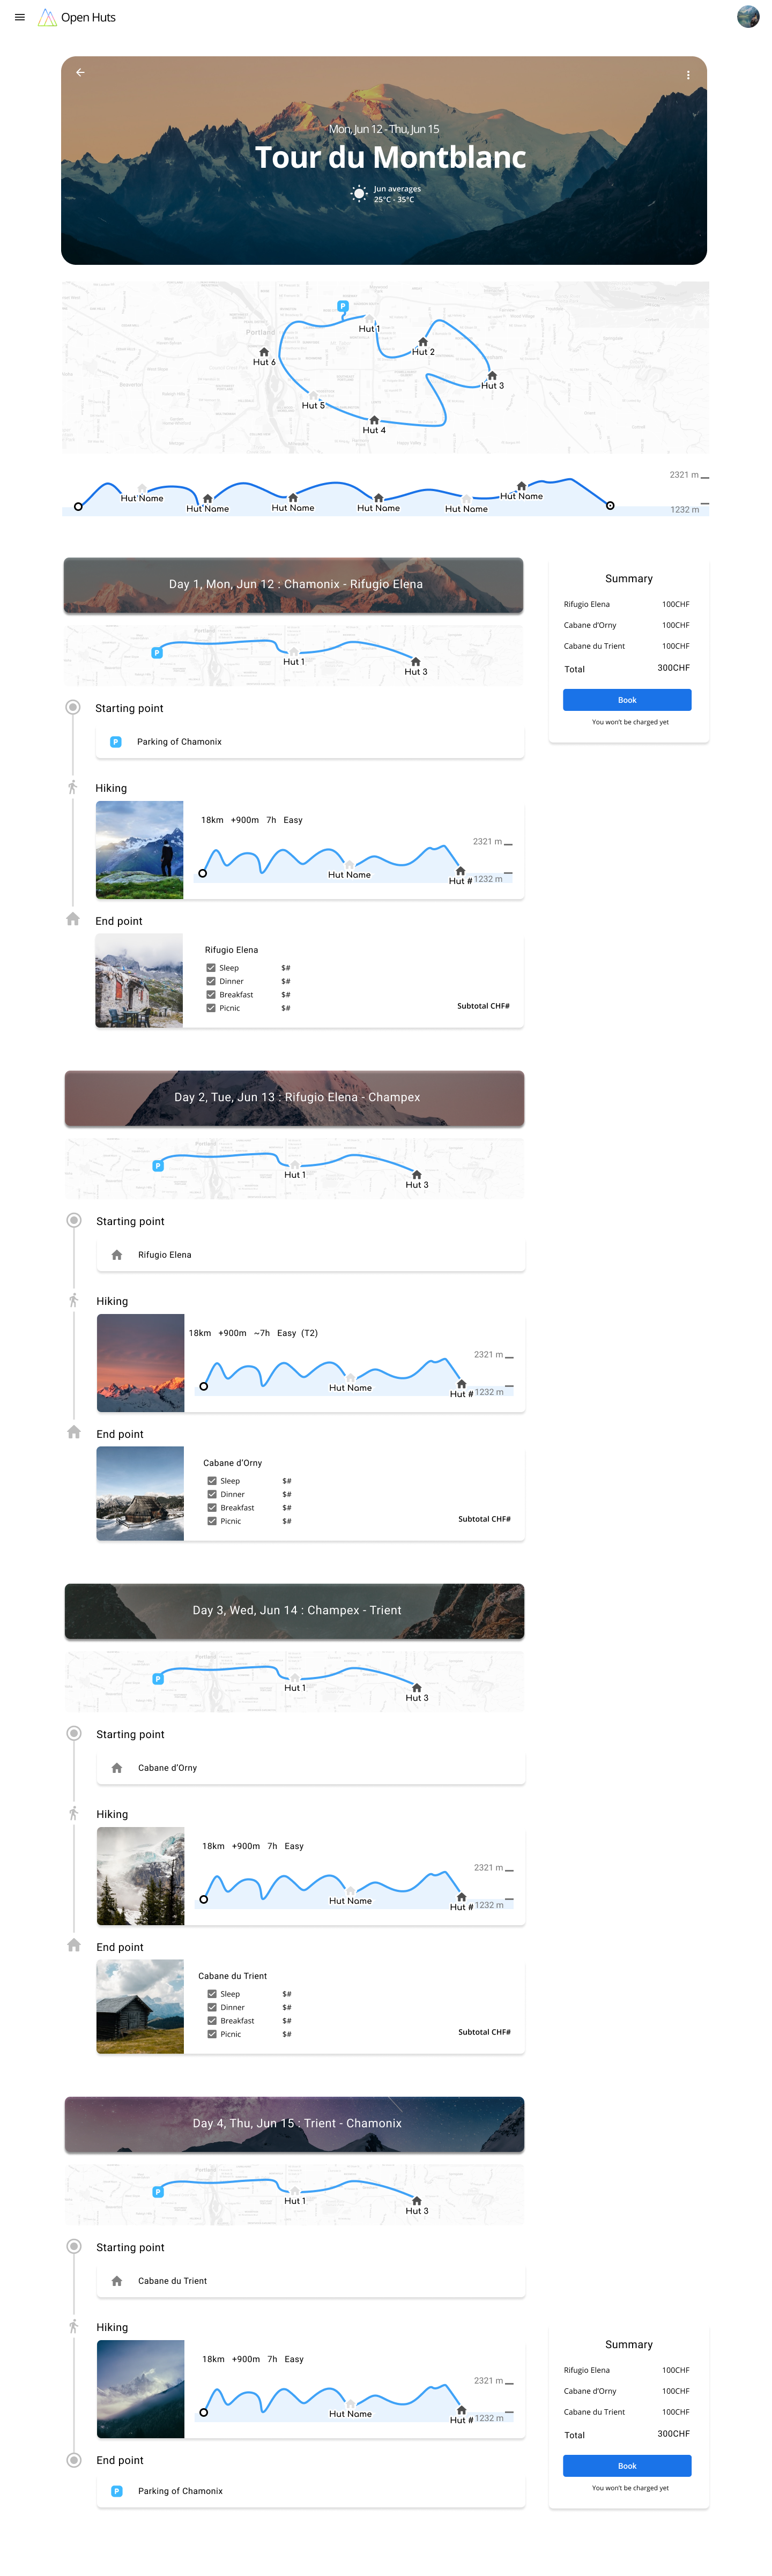 Open Huts
Mon, Jun 12 - Thu, Jun 15
Tour du Montblanc
Jun averages
25°C - 35°C
Portland
P
Hut 1
Hut 2
Hut 6
Hut 3
Hut 5
Hut 4
2321 m
Hut Name
Hut Name
Hut Name
Hut Name
Hut Name
Hut Name
1232 m
Day 1, Mon, Jun 12 : Chamonix - Rifugio Elena
Portland
P
Hut 1
Hut 3
Starting point
P Parking of Chamonix
Hiking
18km +900m 7h Easy
2321 m
Hut Name
Hut #
1232 m
End point
Rifugio Elena
Sleep $#
Dinner $#
Breakfast $#
Picnic $#
Subtotal CHF#
Summary
Rifugio Elena 100CHF
Cabane d'Orny 100CHF
Cabane du Trient 100CHF
Total 300CHF
Book
You won't be charged yet
Day 2, Tue, Jun 13 : Rifugio Elena - Champex
Portland
P
Hut 1
Hut 3
Starting point
Rifugio Elena
Hiking
18km +900m ~7h Easy (T2)
2321 m
Hut Name
Hut #
1232 m
End point
Cabane d'Orny
Sleep $#
Dinner $#
Breakfast $#
Picnic $#
Subtotal CHF#
Day 3, Wed, Jun 14 : Champex - Trient
Portland
P
Hut 1
Hut 3
Starting point
Cabane d'Orny
Hiking
18km +900m 7h Easy
2321 m
Hut Name
Hut #
1232 m
End point
Cabane du Trient
Sleep $#
Dinner $#
Breakfast $#
Picnic $#
Subtotal CHF#
Day 4, Thu, Jun 15 : Trient - Chamonix
Portland
P
Hut 1
Hut 3
Starting point
Cabane du Trient
Hiking
18km +900m 7h Easy
2321 m
Hut Name
Hut #
1232 m
End point
P Parking of Chamonix
Summary
Rifugio Elena 100CHF
Cabane d'Orny 100CHF
Cabane du Trient 100CHF
Total 300CHF
Book
You won't be charged yet